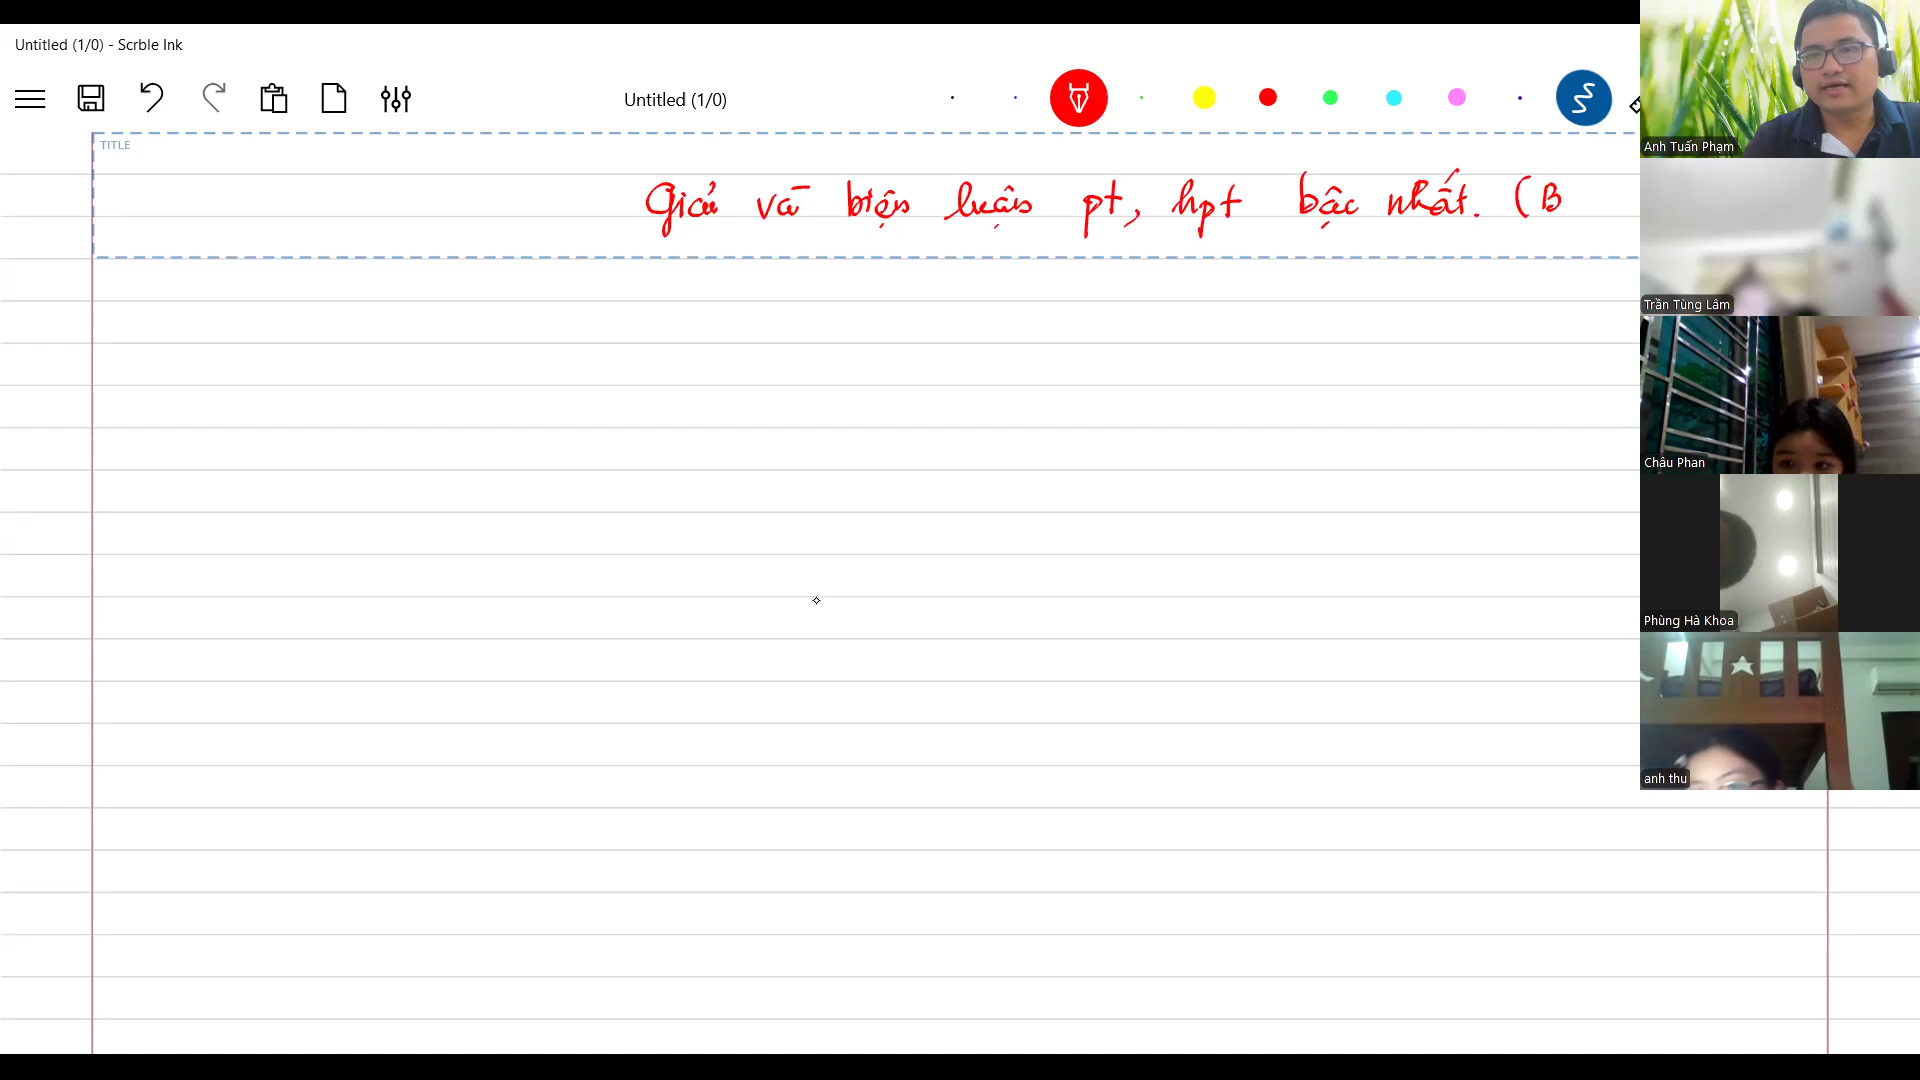 Untitled (1/0) - Scrble Ink
Untitled (1/0)
TITLE
Giải và biện luận pt, hpt bậc nhất. (B
Anh Tuấn Phạm
Trần Tùng Lâm
Châu Phan
Phùng Hà Khoa
anh thu